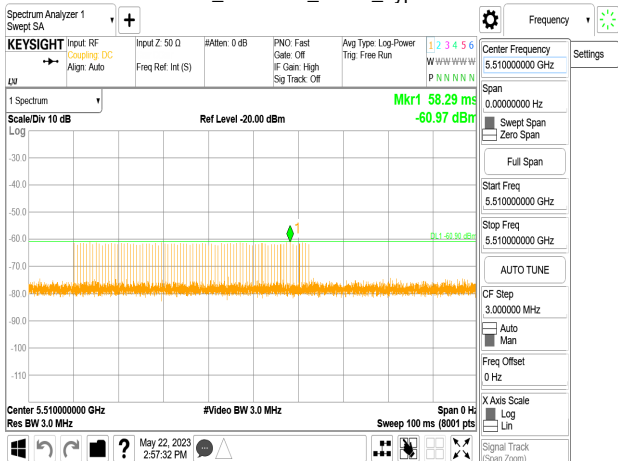 Spectrum Analyzer 1
Swept SA
Frequency
KEYSIGHT
Input: RF
Coupling: DC
Align: Auto
Input Z: 50 Ω
Freq Ref: Int (S)
#Atten: 0 dB
PNO: Fast
Gate: Off
IF Gain: High
Sig Track: Off
Avg Type: Log-Power
Trig: Free Run
1 2 3 4 5 6
W W W W W W
P N N N N N
LXI
1 Spectrum
Mkr1 58.29 ms
-60.97 dBm
Scale/Div 10 dB
Ref Level -20.00 dBm
Log
-30.0
-40.0
-50.0
-60.0
-70.0
-80.0
-90.0
-100
-110
1
DL1 -60.90 dBm
Center 5.510000000 GHz
#Video BW 3.0 MHz
Span 0 Hz
Res BW 3.0 MHz
Sweep 100 ms (8001 pts)
May 22, 2023
2:57:32 PM
Center Frequency
5.510000000 GHz
Settings
Span
0.00000000 Hz
Swept Span
Zero Span
Full Span
Start Freq
5.510000000 GHz
Stop Freq
5.510000000 GHz
AUTO TUNE
CF Step
3.000000 MHz
Auto
Man
Freq Offset
0 Hz
X Axis Scale
Log
Lin
Signal Track
(Span Zoom)